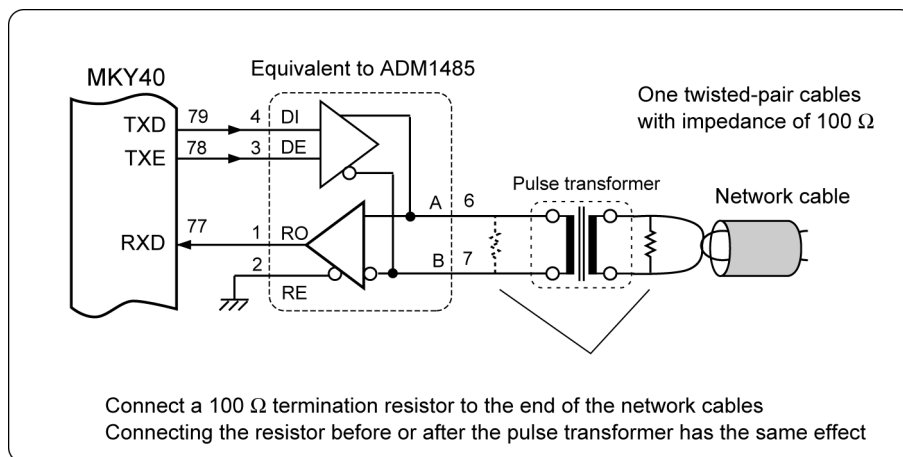 MKY40
Equivalent to ADM1485
One twisted-pair cables
with impedance of 100 Ω
TXD 79 4 DI
TXE 78 3 DE
Pulse transformer
Network cable
A 6
RXD 77 1 RO
B 7
2 RE
Connect a 100 Ω termination resistor to the end of the network cables
Connecting the resistor before or after the pulse transformer has the same effect